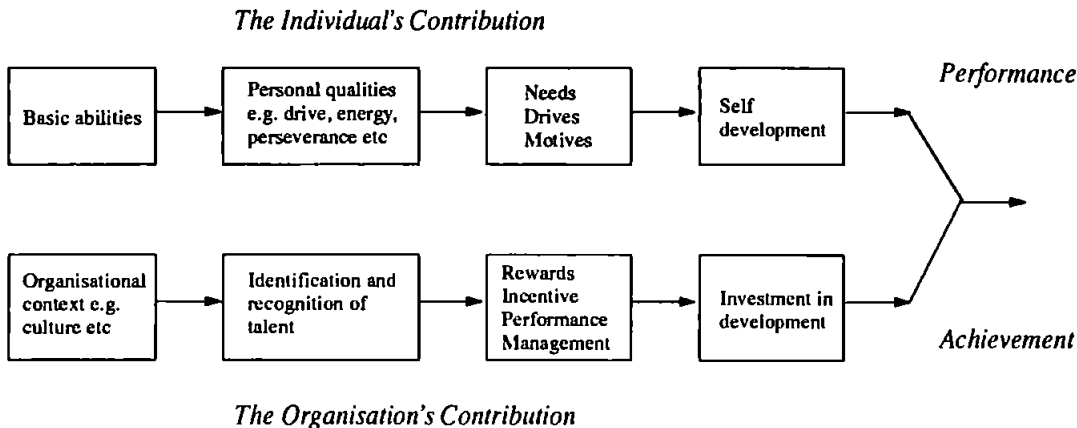 The Individual's Contribution
Performance
Basic abilities
Personal qualities
e.g. drive, energy,
perseverance etc
Needs
Drives
Motives
Self
development
Organisational
context e.g.
culture etc
Identification and
recognition of
talent
Rewards
Incentive
Performance
Management
Investment in
development
Achievement
The Organisation's Contribution